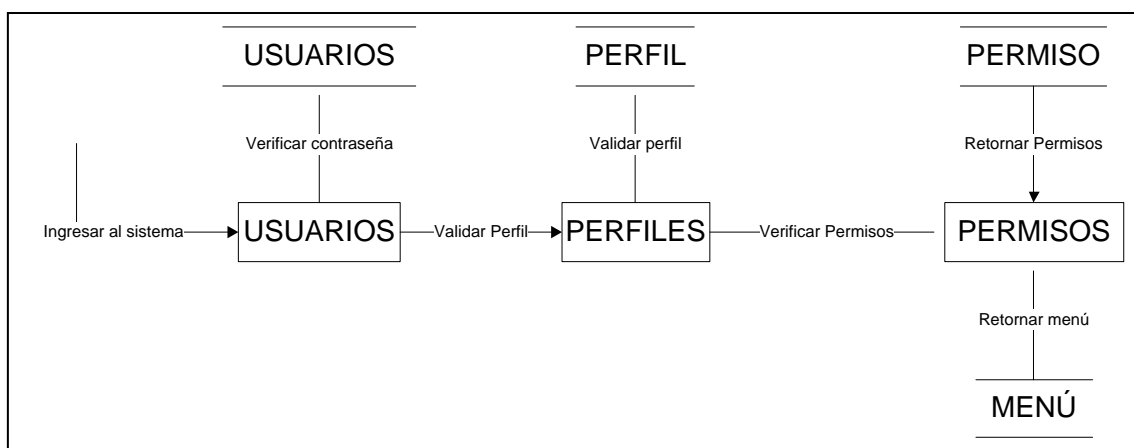 USUARIOS
PERFIL
PERMISO
Verificar contraseña
Validar perfil
Retornar Permisos
Ingresar al sistema
USUARIOS
Validar Perfil
PERFILES
Verificar Permisos
PERMISOS
Retornar menú
MENÚ